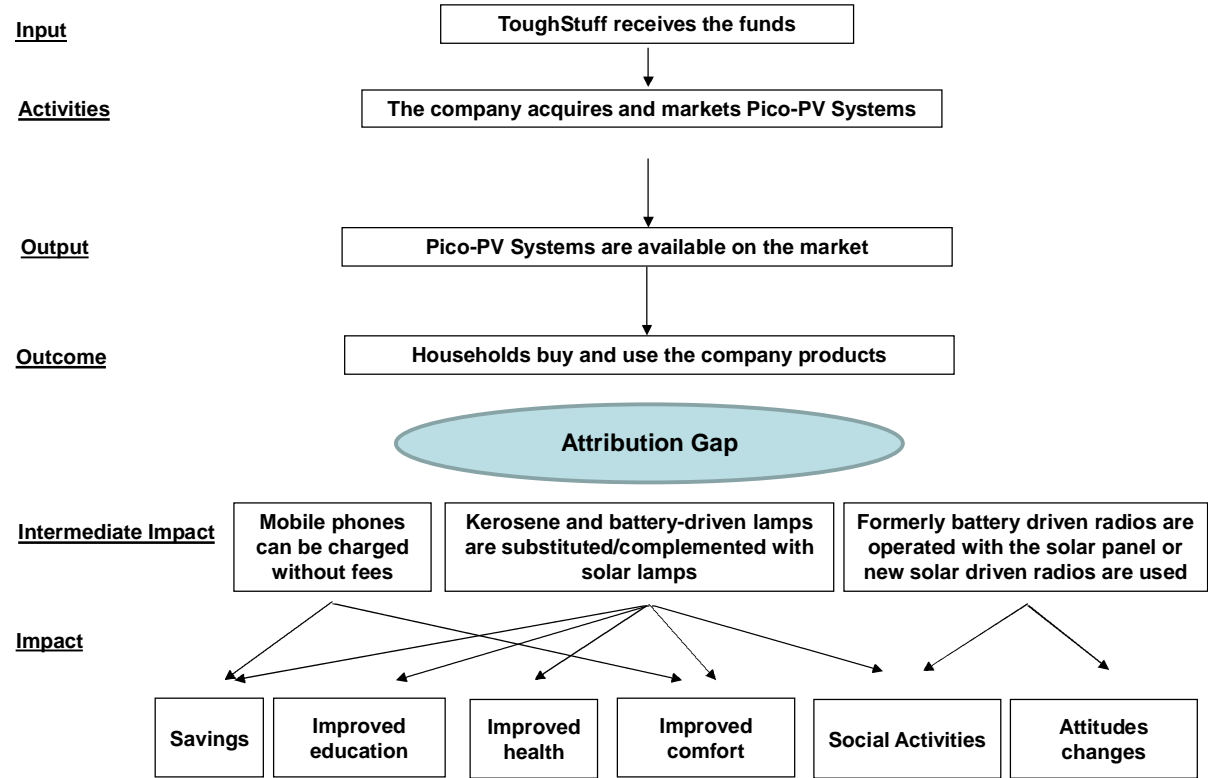 Input
ToughStuff receives the funds
Activities
The company acquires and markets Pico-PV Systems
Output
Pico-PV Systems are available on the market
Outcome
Households buy and use the company products
Attribution Gap
Intermediate Impact
Mobile phones
can be charged
without fees
Kerosene and battery-driven lamps
are substituted/complemented with
solar lamps
Formerly battery driven radios are
operated with the solar panel or
new solar driven radios are used
Impact
Savings
Improved
education
Improved
health
Improved
comfort
Social Activities
Attitudes
changes